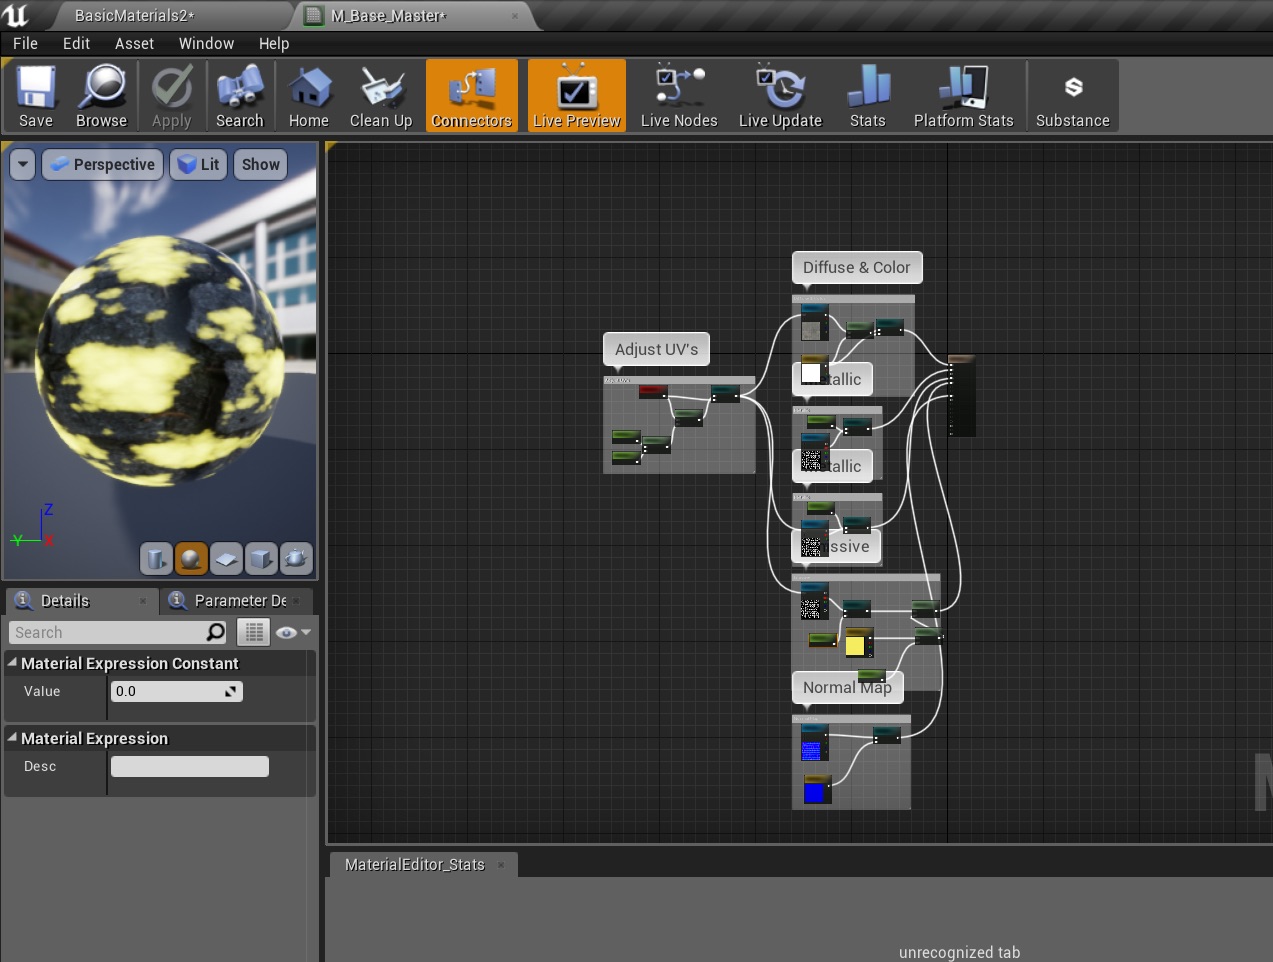 BasicMaterials2*
M_Base_Master*
File Edit Asset Window Help
Save Browse Apply Search Home Clean Up Connectors Live Preview Live Nodes Live Update Stats Platform Stats Substance
Perspective Lit Show
Diffuse & Color
Adjust UV's
tallic
tallic
ssive
Normal Map
Z
Y
X
Details
Parameter De
Search
Material Expression Constant
Value 0.0
Material Expression
Desc
MaterialEditor_Stats
unrecognized tab